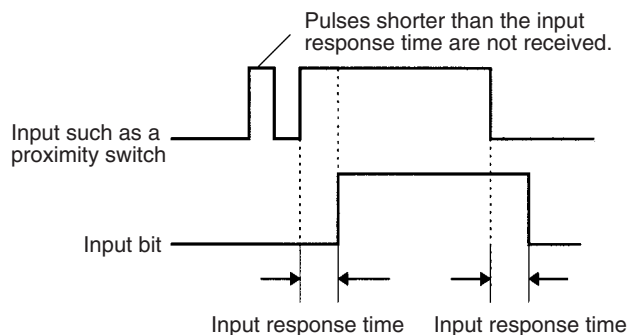 Pulses shorter than the input
response time are not received.
Input such as a
proximity switch
Input bit
Input response time
Input response time